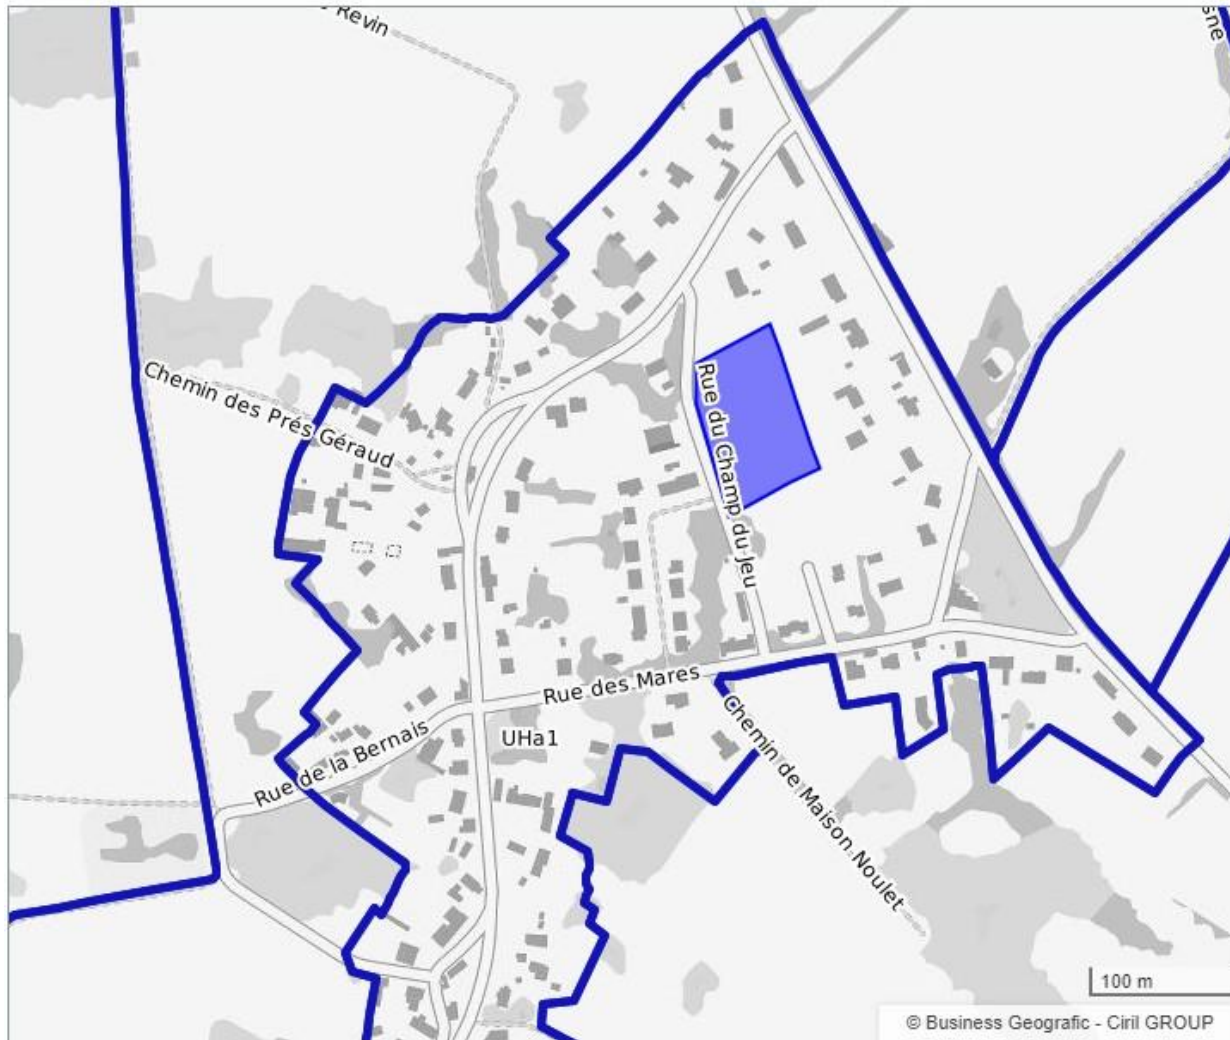 Revin
sne
Chemin des Prés Géraud
Rue du Champ du Jeu
Rue des Mares
UHa1
Rue de la Bernais
Chemin de Maison Noulet
100 m
© Business Geografic - Ciril GROUP